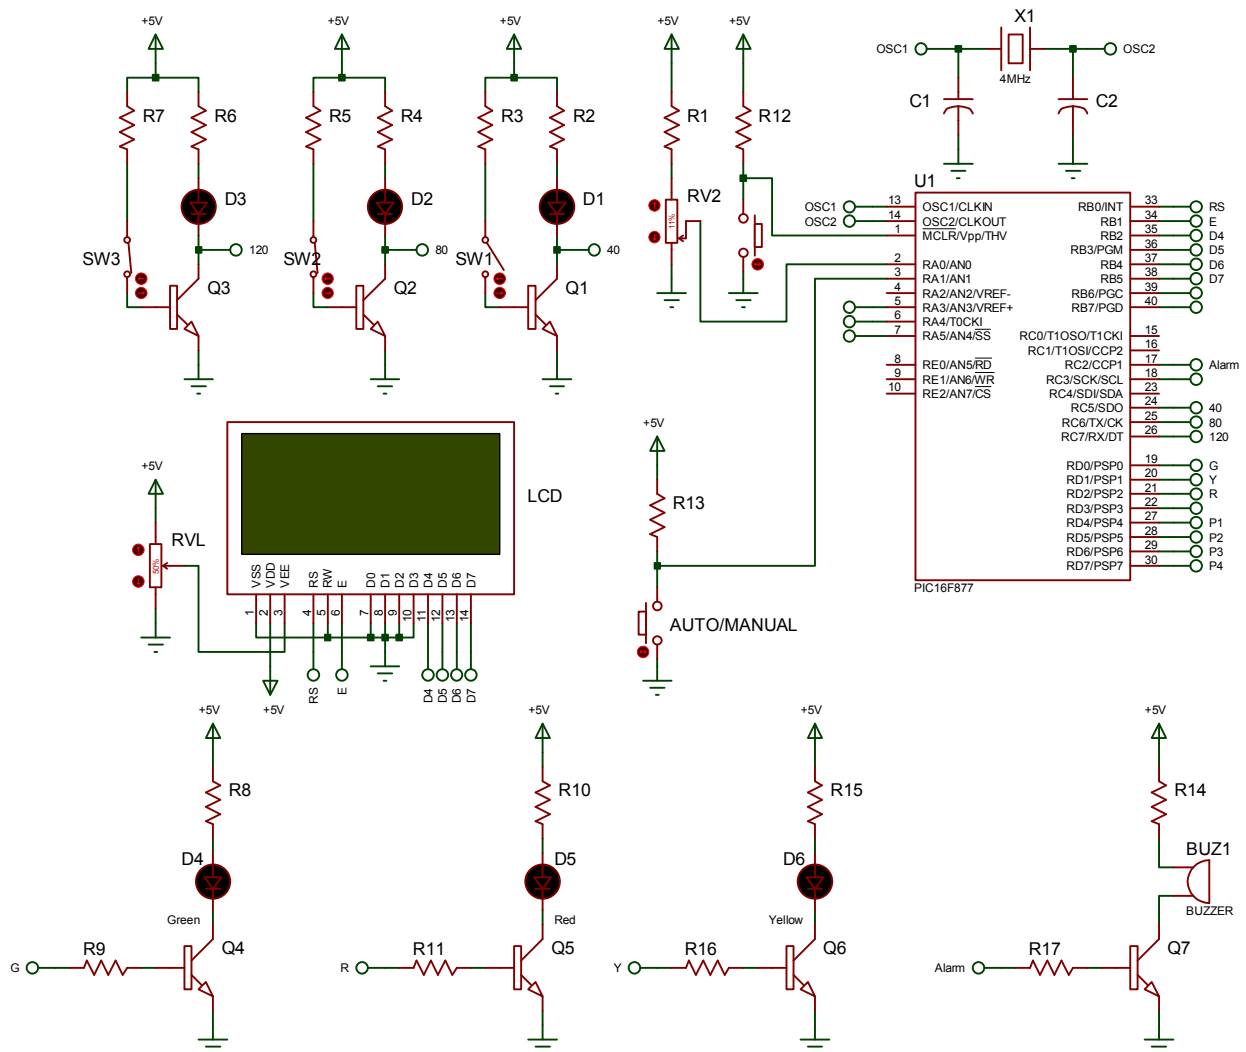 +5V
+5V
+5V
+5V
+5V
X1
OSC1
OSC2
4MHz
C1
C2
R7
R6
R5
R4
R3
R2
R1
R12
D3
D2
D1
RV2
11%
120
80
40
SW3
SW2
SW1
Q3
Q2
Q1
U1
OSC1
OSC2
13 OSC1/CLKIN
14 OSC2/CLKOUT
1 MCLR/Vpp/THV
2 RA0/AN0
3 RA1/AN1
4 RA2/AN2/VREF-
5 RA3/AN3/VREF+
6 RA4/T0CKI
7 RA5/AN4/SS
8 RE0/AN5/RD
9 RE1/AN6/WR
10 RE2/AN7/CS
RB0/INT 33 RS
RB1 34 E
RB2 35 D4
RB3/PGM 36 D5
RB4 37 D6
RB5 38 D7
RB6/PGC 39
RB7/PGD 40
RC0/T1OSO/T1CKI 15
RC1/T1OSI/CCP2 16
RC2/CCP1 17 Alarm
RC3/SCK/SCL 18
RC4/SDI/SDA 23
RC5/SDO 24 40
RC6/TX/CK 25 80
RC7/RX/DT 26 120
RD0/PSP0 19 G
RD1/PSP1 20 Y
RD2/PSP2 21 R
RD3/PSP3 22
RD4/PSP4 27 P1
RD5/PSP5 28 P2
RD6/PSP6 29 P3
RD7/PSP7 30 P4
PIC16F877
+5V
RVL
50%
LCD
VSS VDD VEE RS RW E D0 D1 D2 D3 D4 D5 D6 D7
1 2 3 4 5 6 7 8 9 10 11 12 13 14
+5V
RS
E
D4
D5
D6
D7
+5V
R13
AUTO/MANUAL
+5V
R8
D4
Green
R9
G
Q4
+5V
R10
D5
Red
R11
R
Q5
+5V
R15
D6
Yellow
R16
Y
Q6
+5V
R14
BUZ1
BUZZER
R17
Alarm
Q7